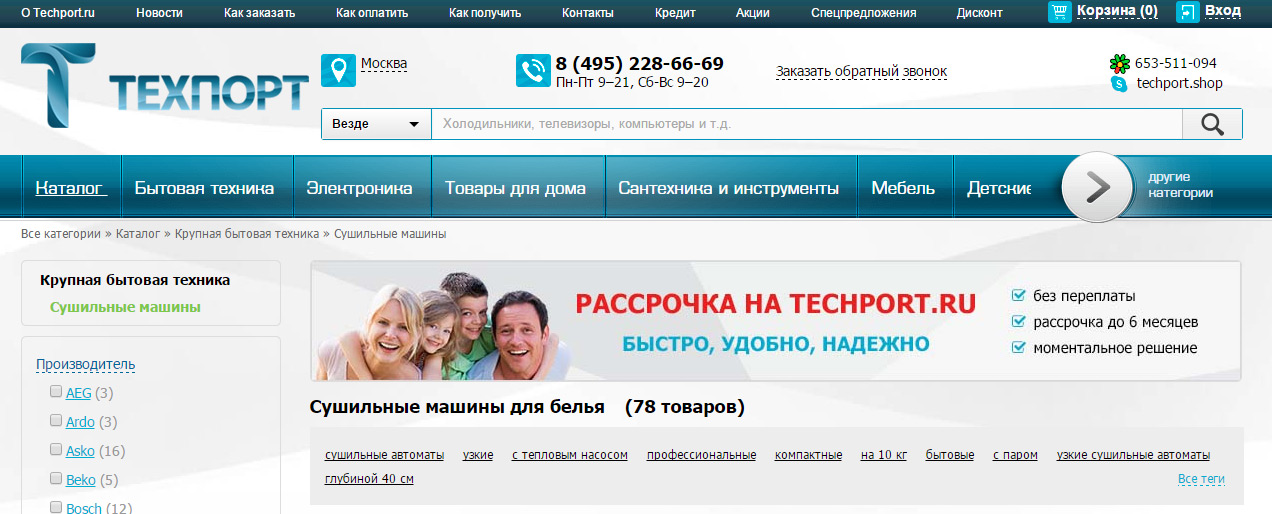 О Techport.ru Новости Как заказать Как оплатить Как получить Контакты Кредит Акции Спецпредложения Дисконт Корзина (0) Вход
ТЕХПОРТ
Москва
8 (495) 228-66-69
Пн-Пт 9–21, Сб-Вс 9–20
Заказать обратный звонок
653-511-094
techport.shop
Везде Холодильники, телевизоры, компьютеры и т.д.
Каталог Бытовая техника Электроника Товары для дома Сантехника и инструменты Мебель Детские
другие
категории
Все категории » Каталог » Крупная бытовая техника » Сушильные машины
Крупная бытовая техника
Сушильные машины
Производитель
AEG (3)
Ardo (3)
Asko (16)
Beko (5)
Bosch (12)
РАССРОЧКА НА TECHPORT.RU
БЫСТРО, УДОБНО, НАДЕЖНО
без переплаты
рассрочка до 6 месяцев
моментальное решение
Сушильные машины для белья (78 товаров)
сушильные автоматы узкие с тепловым насосом профессиональные компактные на 10 кг бытовые с паром узкие сушильные автоматы
глубиной 40 см Все теги